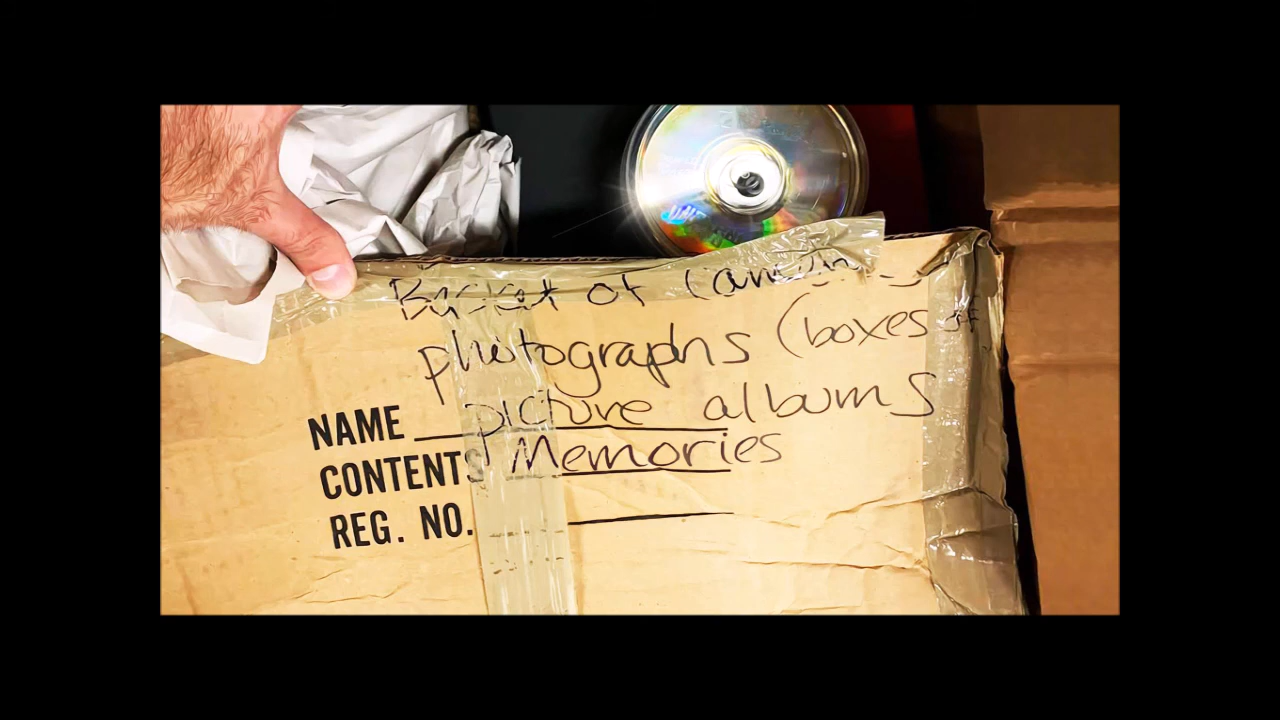 Basket of
photographs (boxes of
NAME picture albums
CONTENTS Memories
REG. NO.